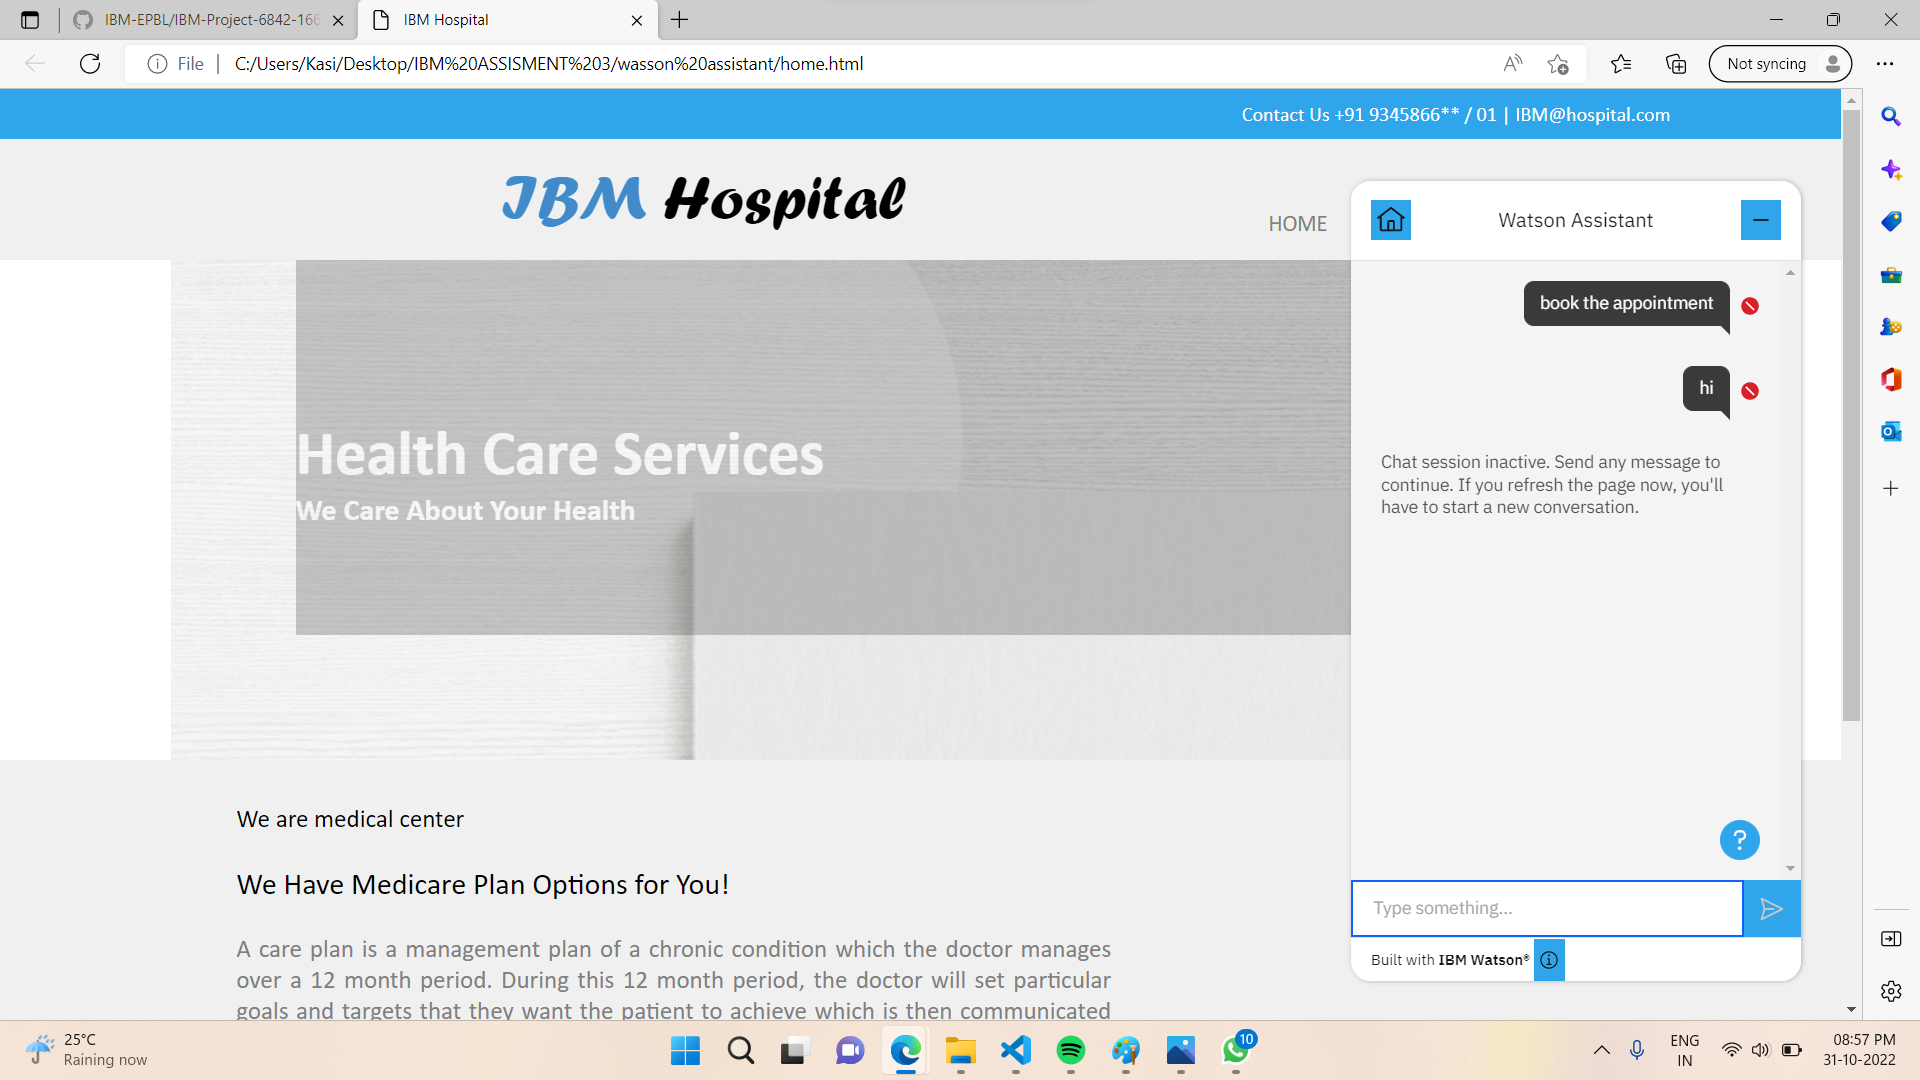 IBM-EPBL/IBM-Project-6842-166
IBM Hospital
File
C:/Users/Kasi/Desktop/IBM%20ASSISMENT%203/wasson%20assistant/home.html
Not syncing
Contact Us +91 9345866** / 01 | IBM@hospital.com
IBM Hospital
HOME
Watson Assistant
book the appointment
hi
Chat session inactive. Send any message to
continue. If you refresh the page now, you'll
have to start a new conversation.
Health Care Services
We Care About Your Health
?
Type something...
Built with IBM Watson®
We are medical center
We Have Medicare Plan Options for You!
A care plan is a management plan of a chronic condition which the doctor manages
over a 12 month period. During this 12 month period, the doctor will set particular
goals and targets that they want the patient to achieve which is then communicated
25°C
Raining now
10
ENG
IN
08:57 PM
31-10-2022